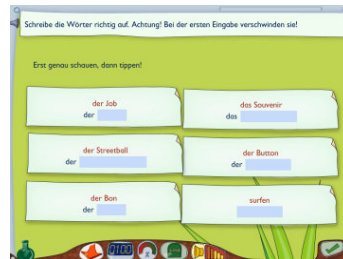 Schreibe die Wörter richtig auf. Achtung! Bei der ersten Eingabe verschwinden sie!
Erst genau schauen, dann tippen!
der Job
der
das Souvenir
das
der Streetball
der
der Button
der
der Bon
der
surfen
0100